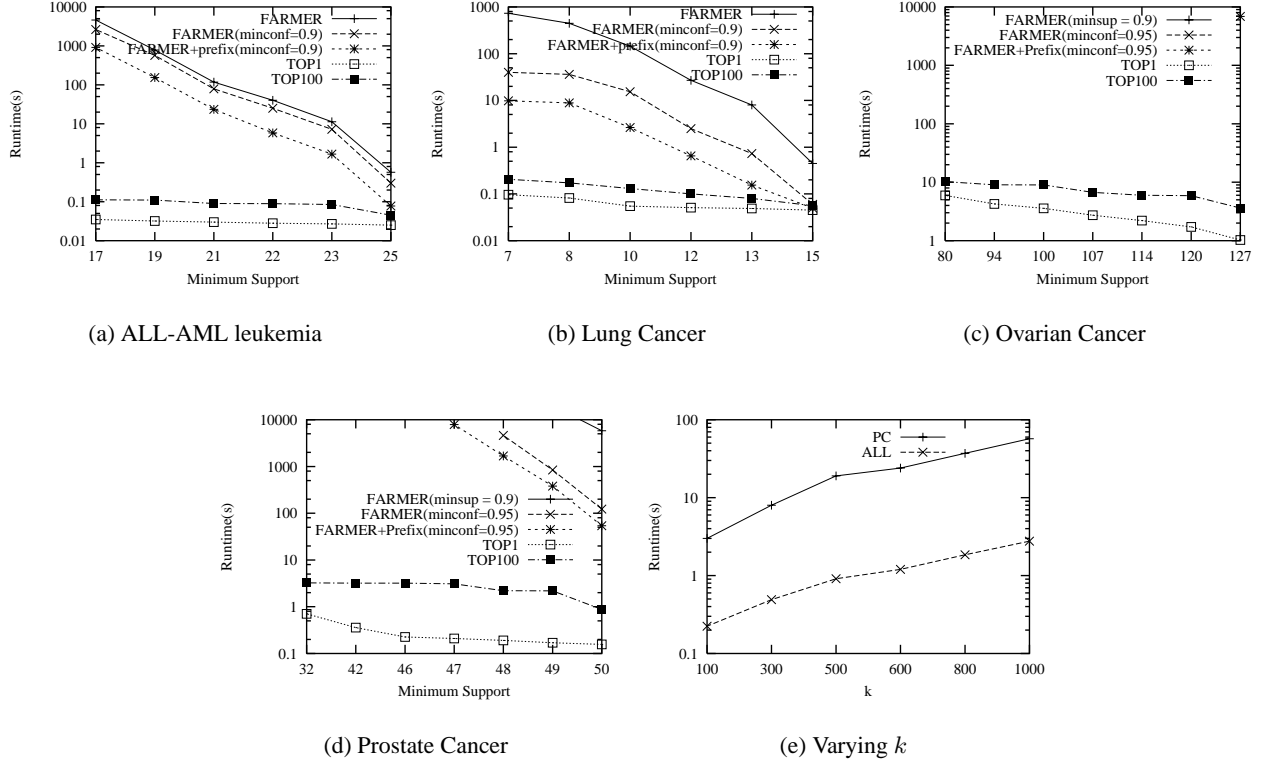 FARMER
FARMER(minconf=0.9)
FARMER+prefix(minconf=0.9)
TOP1
TOP100
10000
1000
100
10
1
0.1
0.01
Runtime(s)
17 19 21 22 23 25
Minimum Support
(a) ALL-AML leukemia
FARMER
FARMER(minconf=0.9)
FARMER+prefix(minconf=0.9)
TOP1
TOP100
1000
100
10
1
0.1
0.01
Runtime(s)
7 8 10 12 13 15
Minimum Support
(b) Lung Cancer
FARMER(minsup = 0.9)
FARMER(minconf=0.95)
FARMER+Prefix(minconf=0.95)
TOP1
TOP100
10000
1000
100
10
1
Runtime(s)
80 94 100 107 114 120 127
Minimum Support
(c) Ovarian Cancer
10000
1000
100
10
1
0.1
Runtime(s)
FARMER(minsup = 0.9)
FARMER(minconf=0.95)
FARMER+Prefix(minconf=0.95)
TOP1
TOP100
32 42 46 47 48 49 50
Minimum Support
(d) Prostate Cancer
PC
ALL
100
10
1
0.1
Runtime(s)
100 300 500 600 800 1000
k
(e) Varying k